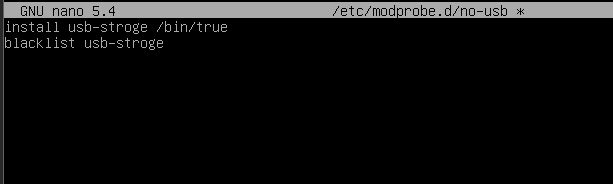 GNU nano 5.4 /etc/modprobe.d/no-usb *
install usb-stroge /bin/true
blacklist usb-stroge